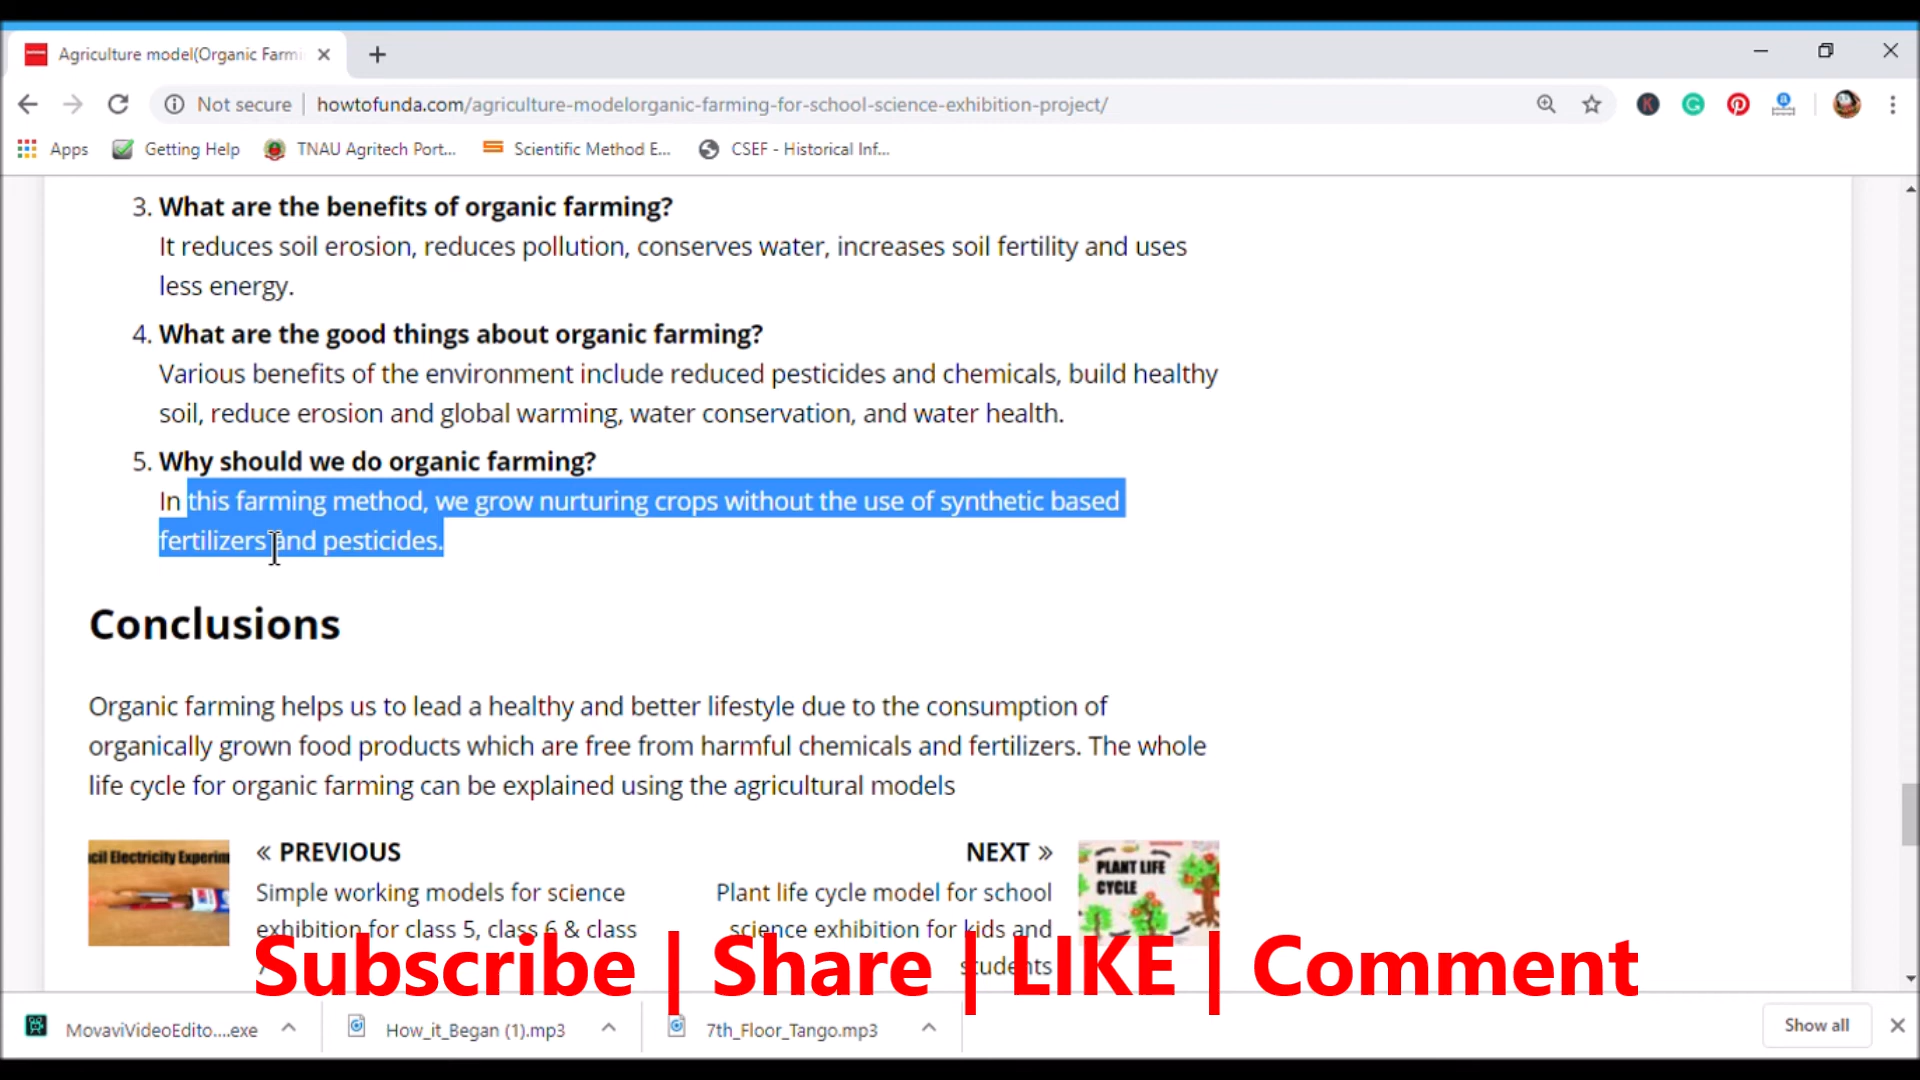 Agriculture model(Organic Farmi
Not secure
howtofunda.com/agriculture-modelorganic-farming-for-school-science-exhibition-project/
Apps
Getting Help
TNAU Agritech Port...
Scientific Method E...
CSEF - Historical Inf...
3. What are the benefits of organic farming?
It reduces soil erosion, reduces pollution, conserves water, increases soil fertility and uses
less energy.
4. What are the good things about organic farming?
Various benefits of the environment include reduced pesticides and chemicals, build healthy
soil, reduce erosion and global warming, water conservation, and water health.
5. Why should we do organic farming?
In this farming method, we grow nurturing crops without the use of synthetic based
fertilizers and pesticides.
Conclusions
Organic farming helps us to lead a healthy and better lifestyle due to the consumption of
organically grown food products which are free from harmful chemicals and fertilizers. The whole
life cycle for organic farming can be explained using the agricultural models
cil Electricity Experim
« PREVIOUS
Simple working models for science
exhibition for class 5, class 6 & class
7
NEXT »
Plant life cycle model for school
science exhibition for kids and
students
PLANT LIFE
CYCLE
Subscribe | Share | LIKE | Comment
MovaviVideoEdito....exe
How_it_Began (1).mp3
7th_Floor_Tango.mp3
Show all